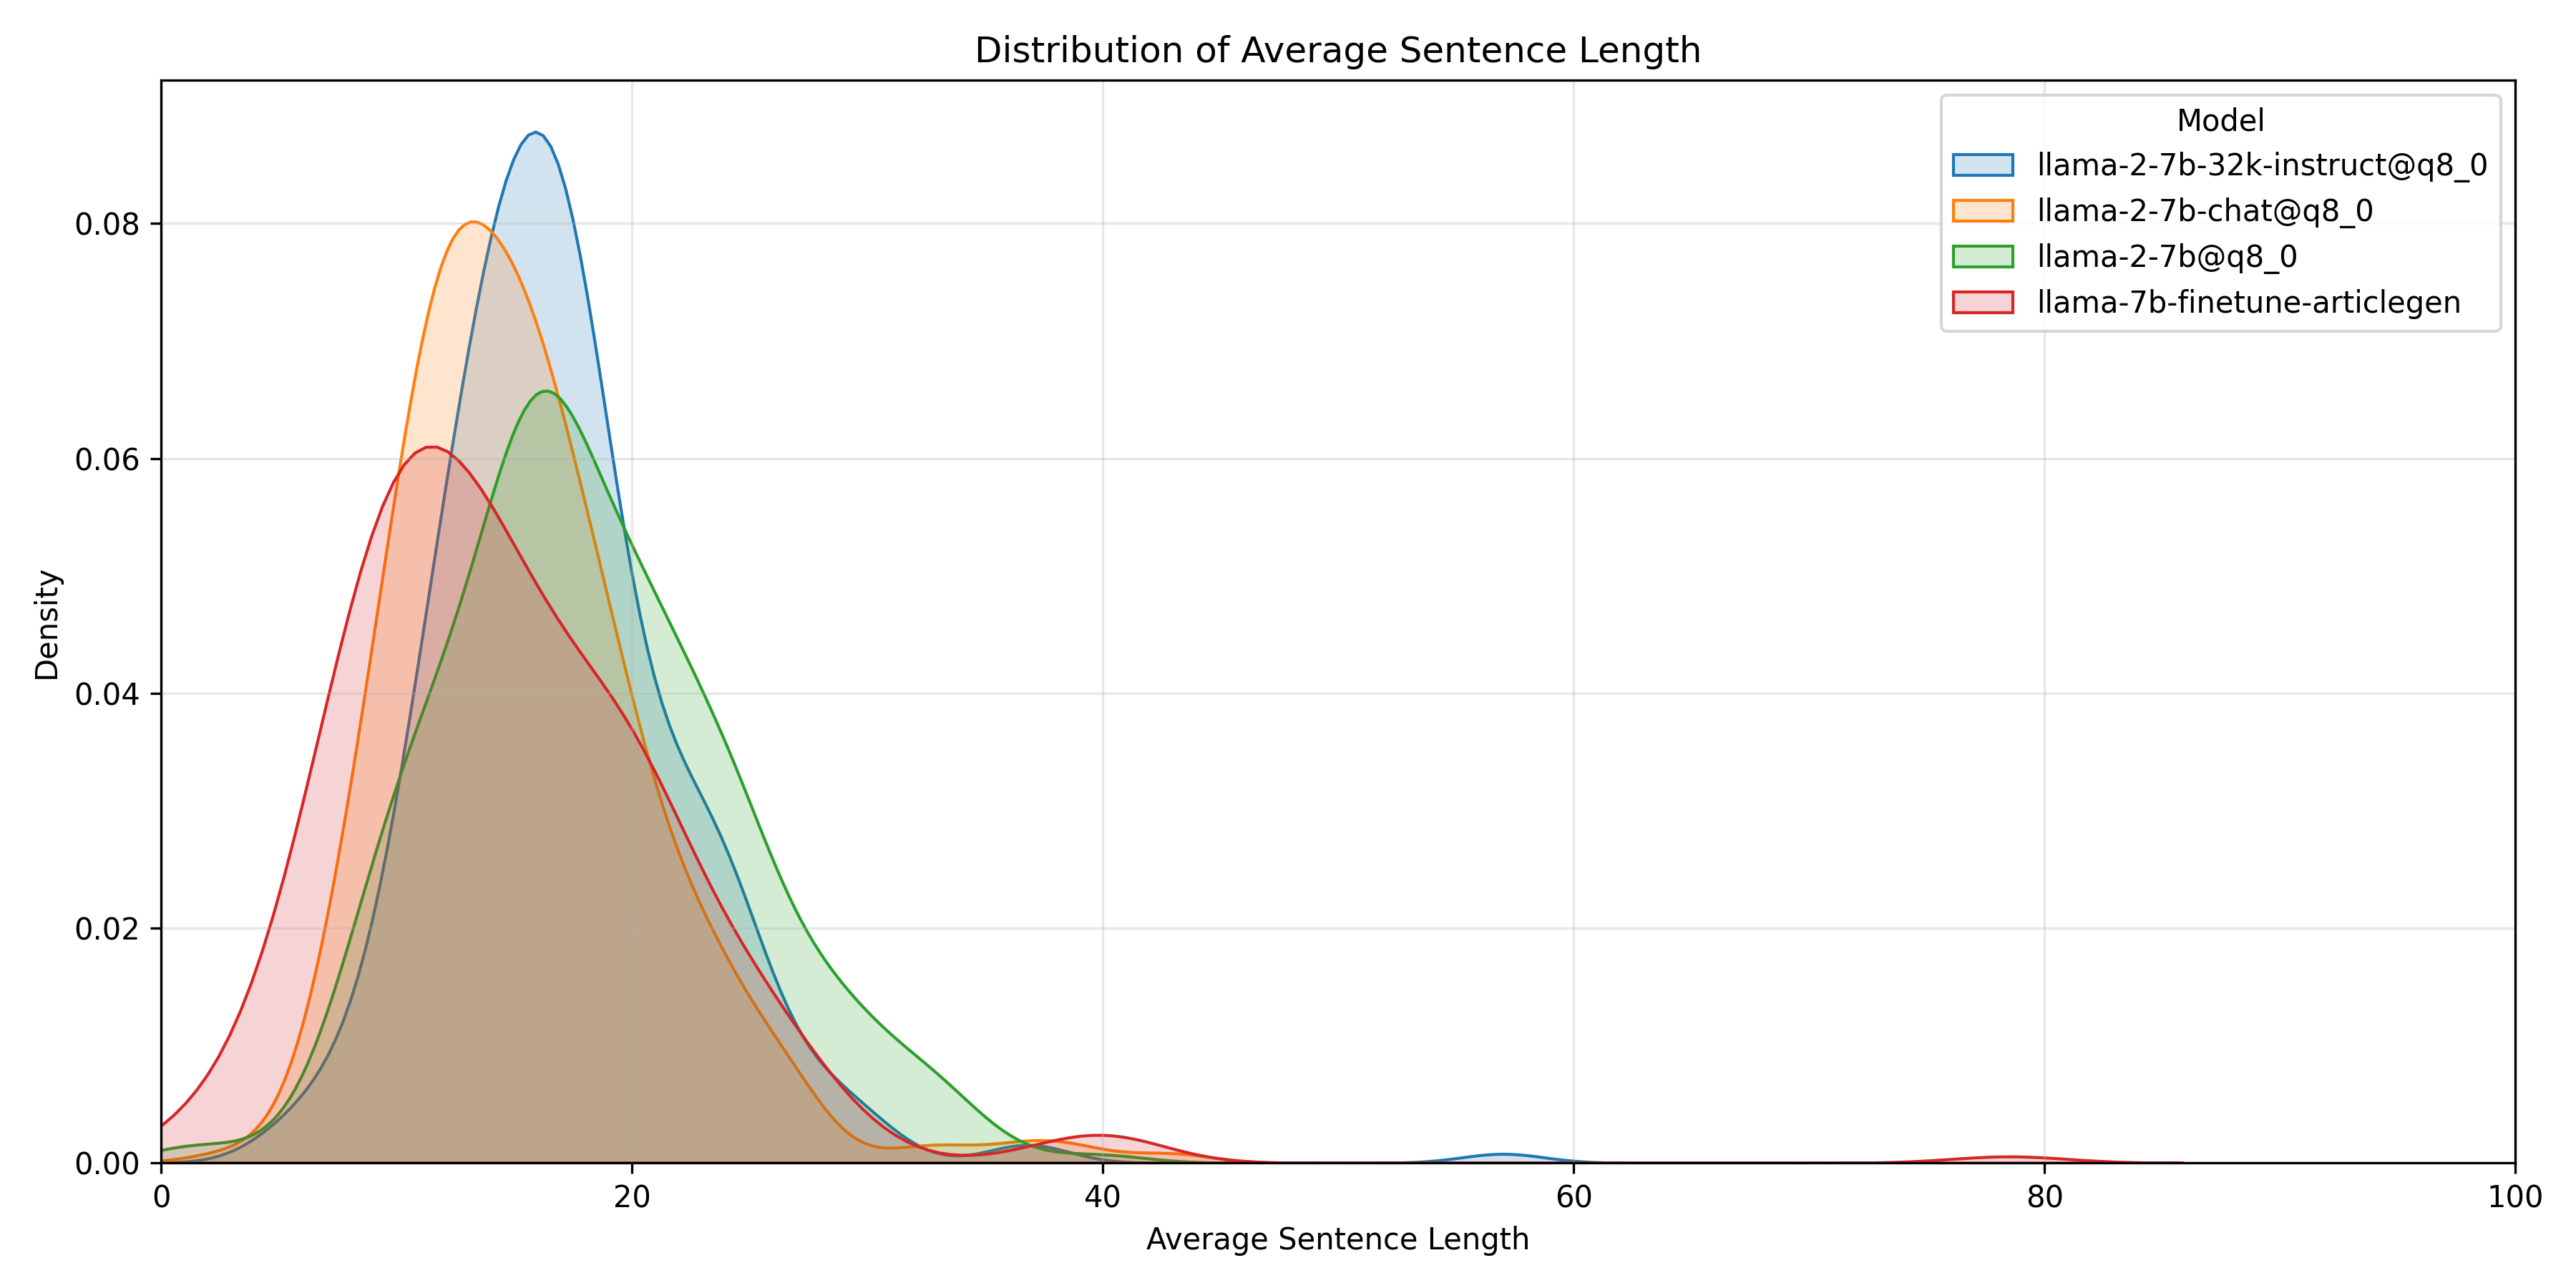 Distribution of Average Sentence Length
Model
llama-2-7b-32k-instruct@q8_0
llama-2-7b-chat@q8_0
llama-2-7b@q8_0
llama-7b-finetune-articlegen
Density
0.08
0.06
0.04
0.02
0.00
0 20 40 60 80 100
Average Sentence Length